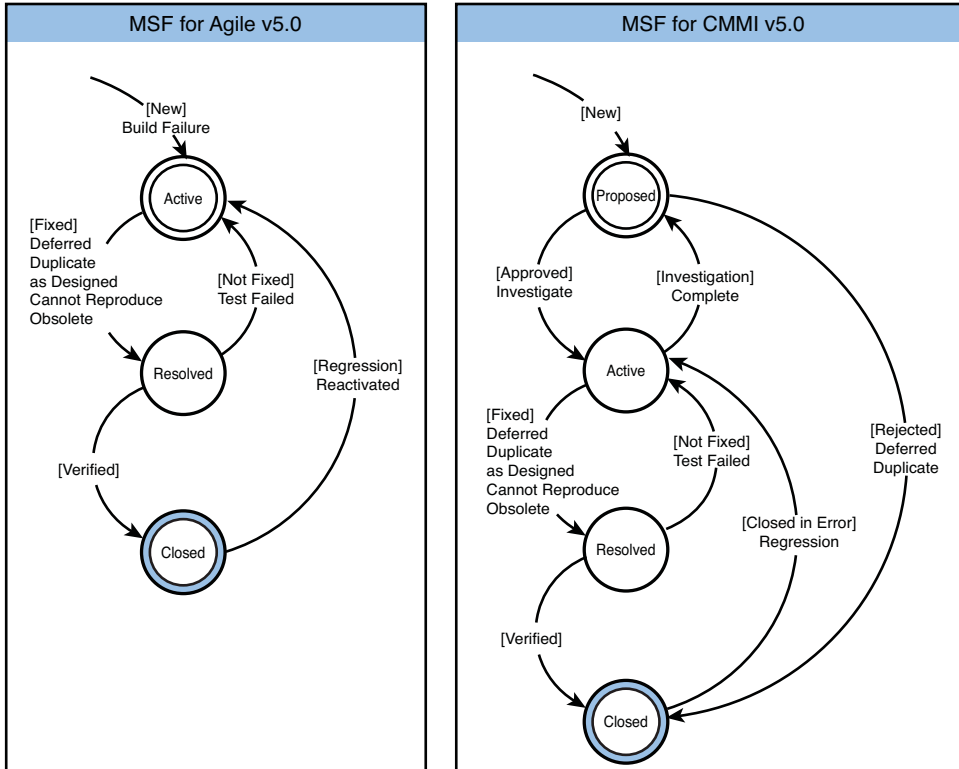 MSF for Agile v5.0
[New]
Build Failure
Active
[Fixed]
Deferred
Duplicate
as Designed
Cannot Reproduce
Obsolete
[Not Fixed]
Test Failed
Resolved
[Regression]
Reactivated
[Verified]
Closed
MSF for CMMI v5.0
[New]
Proposed
[Approved]
Investigate
[Investigation]
Complete
Active
[Rejected]
Deferred
Duplicate
[Fixed]
Deferred
Duplicate
as Designed
Cannot Reproduce
Obsolete
[Not Fixed]
Test Failed
[Closed in Error]
Regression
Resolved
[Verified]
Closed